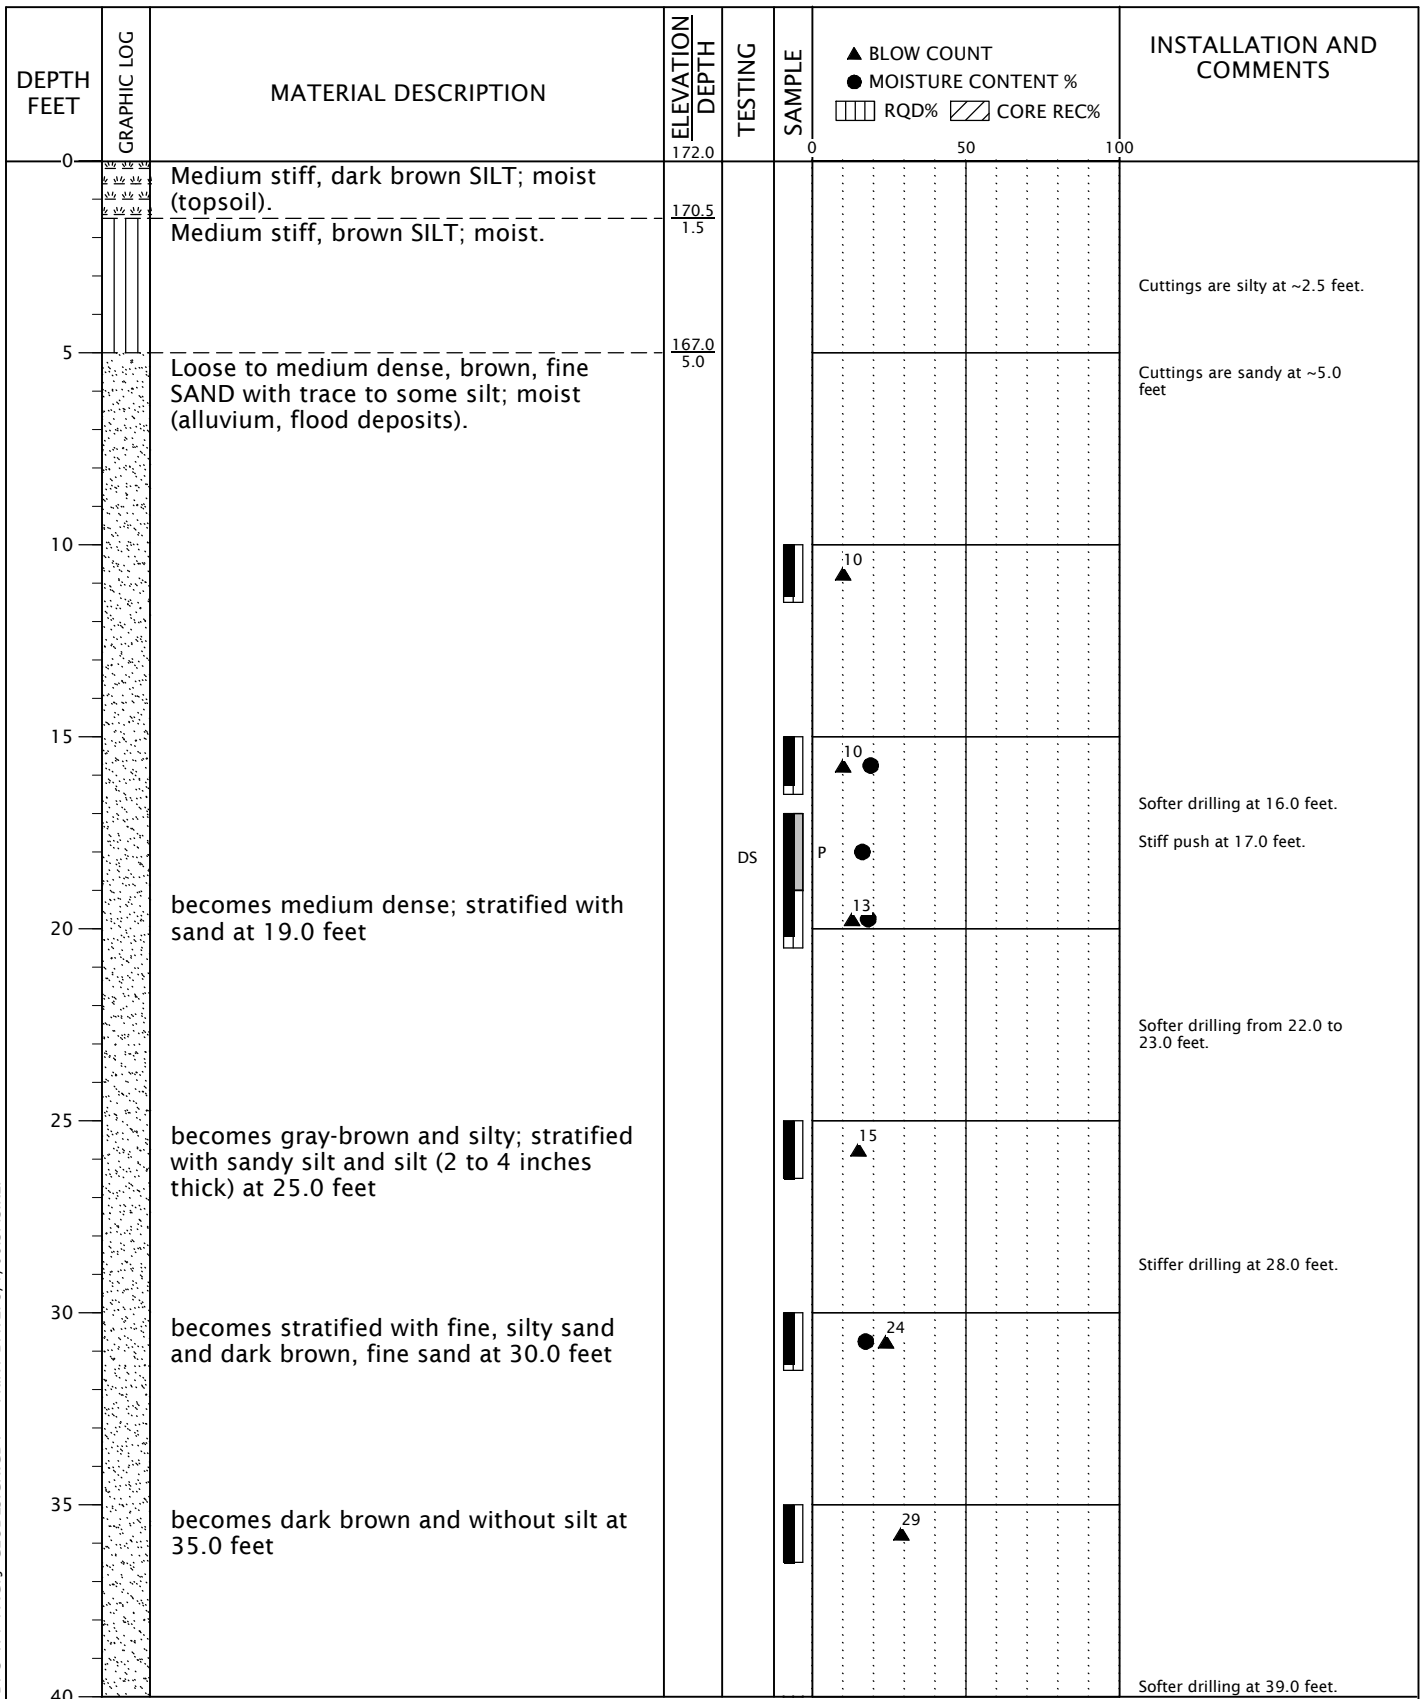 DEPTH
FEET
GRAPHIC LOG
MATERIAL DESCRIPTION
ELEVATION
DEPTH
TESTING
SAMPLE
▲ BLOW COUNT
● MOISTURE CONTENT %
RQD% CORE REC%
INSTALLATION AND
COMMENTS
0 50 100
0
172.0
Medium stiff, dark brown SILT; moist
(topsoil).
170.5
1.5
Medium stiff, brown SILT; moist.
Cuttings are silty at ~2.5 feet.
5
167.0
5.0
Loose to medium dense, brown, fine
SAND with trace to some silt; moist
(alluvium, flood deposits).
Cuttings are sandy at ~5.0
feet
10
10
15
10
Softer drilling at 16.0 feet.
Stiff push at 17.0 feet.
DS
P
becomes medium dense; stratified with
sand at 19.0 feet
13
20
Softer drilling from 22.0 to
23.0 feet.
25
becomes gray-brown and silty; stratified
with sandy silt and silt (2 to 4 inches
thick) at 25.0 feet
15
Stiffer drilling at 28.0 feet.
30
becomes stratified with fine, silty sand
and dark brown, fine sand at 30.0 feet
24
35
becomes dark brown and without silt at
35.0 feet
29
Softer drilling at 39.0 feet.
40